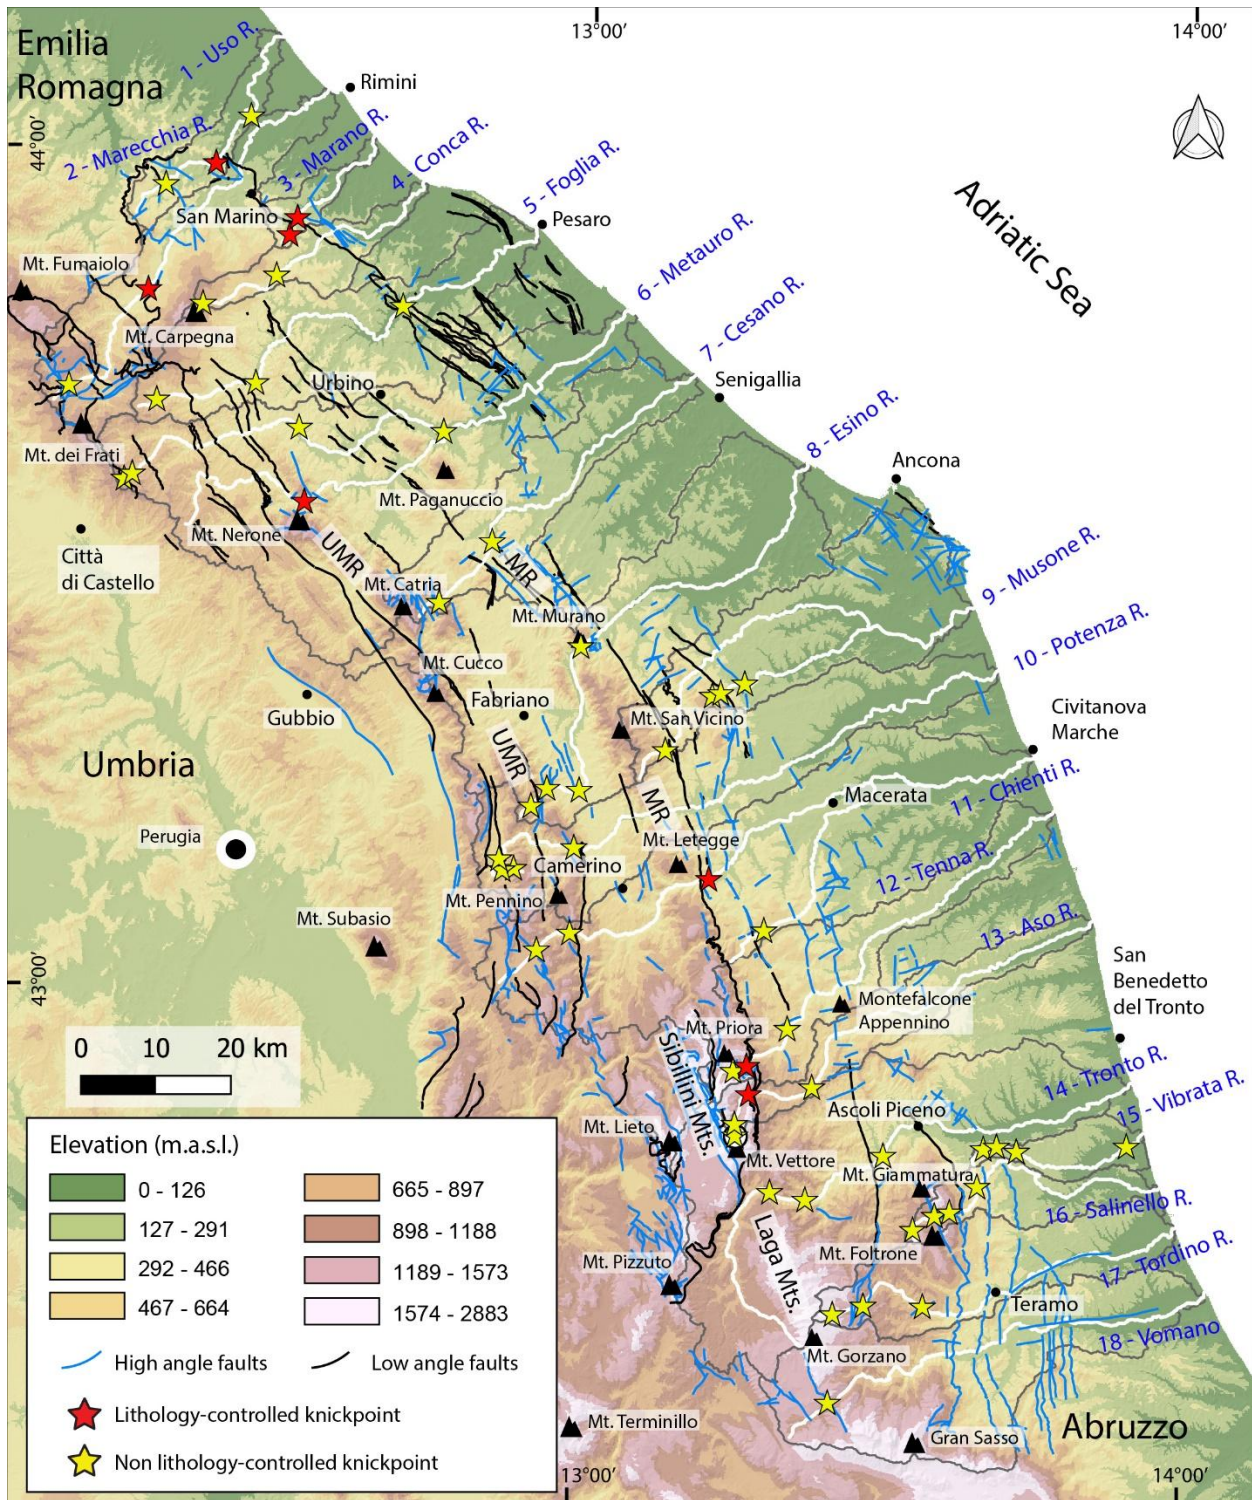 13°00′
14°00′
Emilia
Romagna
1 - Uso R.
Rimini
44°00′
2 - Marecchia R.
3 - Marano R.
4 - Conca R.
5 - Foglia R.
San Marino
Pesaro
Adriatic Sea
6 - Metauro R.
Mt. Fumaiolo
7 - Cesano R.
Mt. Carpegna
Urbino
Senigallia
8 - Esino R.
Mt. dei Frati
Ancona
Mt. Paganuccio
Mt. Nerone
Città
di Castello
UMR
MR
9 - Musone R.
Mt. Catria
Mt. Murano
10 - Potenza R.
Mt. Cucco
Fabriano
Gubbio
Mt. San Vicino
Civitanova
Marche
Umbria
UMR
MR
11 - Chienti R.
Macerata
Perugia
Mt. Letegge
Camerino
12 - Tenna R.
Mt. Pennino
Mt. Subasio
13 - Aso R.
43°00′
San
Benedetto
del Tronto
Montefalcone
Appennino
Mt. Priora
0 10 20 km
Sibillini Mts.
14 - Tronto R.
15 - Vibrata R.
Ascoli Piceno
Mt. Lieto
Mt. Vettore
Mt. Giammatura
16 - Salinello R.
Laga Mts.
Mt. Foltrone
17 - Tordino R.
Mt. Pizzuto
Teramo
18 - Vomano
Mt. Gorzano
Mt. Terminillo
Gran Sasso
Abruzzo
Elevation (m.a.s.l.)
0 - 126
665 - 897
127 - 291
898 - 1188
292 - 466
1189 - 1573
467 - 664
1574 - 2883
High angle faults
Low angle faults
Lithology-controlled knickpoint
Non lithology-controlled knickpoint
13°00′
14°00′